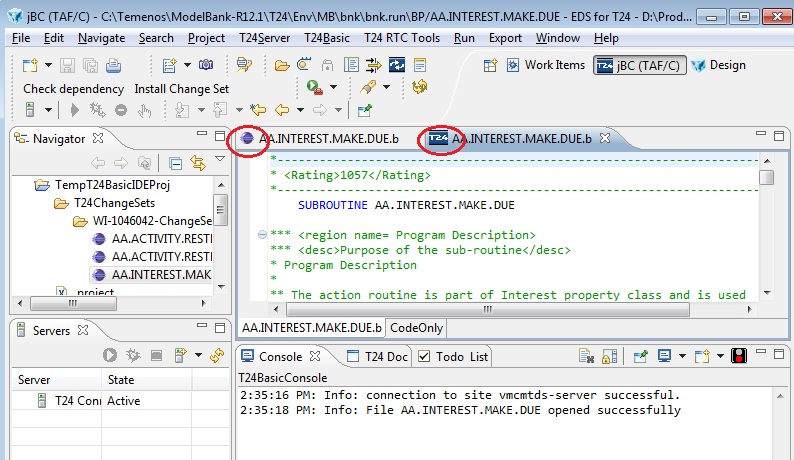 jBC (TAF/C) - C:\Temenos\ModelBank-R12.1\T24\Env\MB\bnk\bnk.run\BP/AA.INTEREST.MAKE.DUE - EDS for T24 - D:\Prod...
File Edit Navigate Search Project T24Server T24Basic T24 RTC Tools Run Export Window Help
Work Items T24 jBC (TAF/C) Design
Check dependency Install Change Set
Navigator
AA.INTEREST.MAKE.DUE.b T24 AA.INTEREST.MAKE.DUE.b
TempT24BasicIDEProj
T24ChangeSets
WI-1046042-ChangeSe
AA.ACTIVITY.REST
AA.ACTIVITY.RES
AA.INTEREST.MAK
.project
*-----------------------------------------------------------------------------
* <Rating>1057</Rating>
*-----------------------------------------------------------------------------
SUBROUTINE AA.INTEREST.MAKE.DUE
*** <region name= Program Description>
*** <desc>Purpose of the sub-routine</desc>
* Program Description
*
** The action routine is part of Interest property class and is used
AA.INTEREST.MAKE.DUE.b CodeOnly
Servers
Server State
T24 Conn Active
Console T24 Doc Todo List
T24BasicConsole
2:35:16 PM: Info: connection to site vmcmtds-server successful.
2:35:18 PM: Info: File AA.INTEREST.MAKE.DUE opened successfully